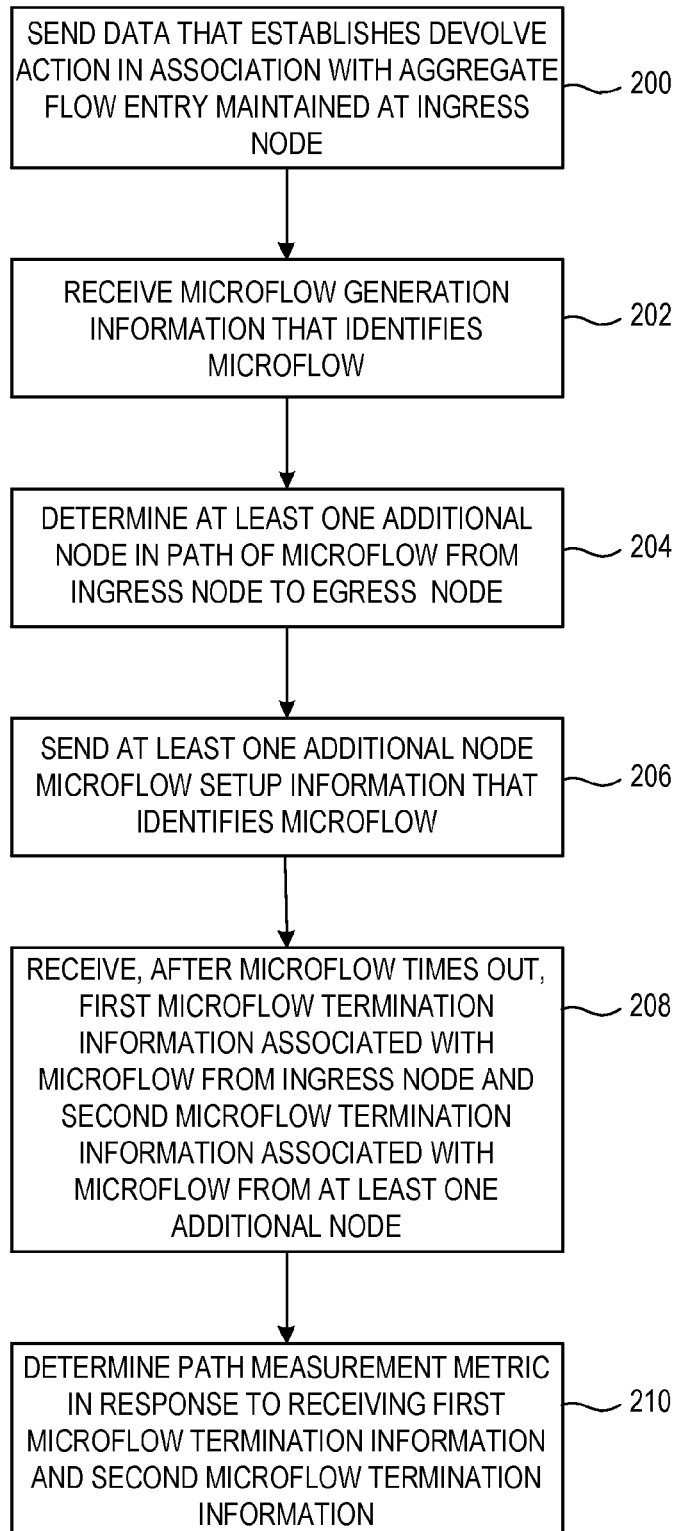 SEND DATA THAT ESTABLISHES DEVOLVE
ACTION IN ASSOCIATION WITH AGGREGATE
FLOW ENTRY MAINTAINED AT INGRESS
NODE
200
RECEIVE MICROFLOW GENERATION
INFORMATION THAT IDENTIFIES
MICROFLOW
202
DETERMINE AT LEAST ONE ADDITIONAL
NODE IN PATH OF MICROFLOW FROM
INGRESS NODE TO EGRESS NODE
204
SEND AT LEAST ONE ADDITIONAL NODE
MICROFLOW SETUP INFORMATION THAT
IDENTIFIES MICROFLOW
206
RECEIVE, AFTER MICROFLOW TIMES OUT,
FIRST MICROFLOW TERMINATION
INFORMATION ASSOCIATED WITH
MICROFLOW FROM INGRESS NODE AND
SECOND MICROFLOW TERMINATION
INFORMATION ASSOCIATED WITH
MICROFLOW FROM AT LEAST ONE
ADDITIONAL NODE
208
DETERMINE PATH MEASUREMENT METRIC
IN RESPONSE TO RECEIVING FIRST
MICROFLOW TERMINATION INFORMATION
AND SECOND MICROFLOW TERMINATION
INFORMATION
210